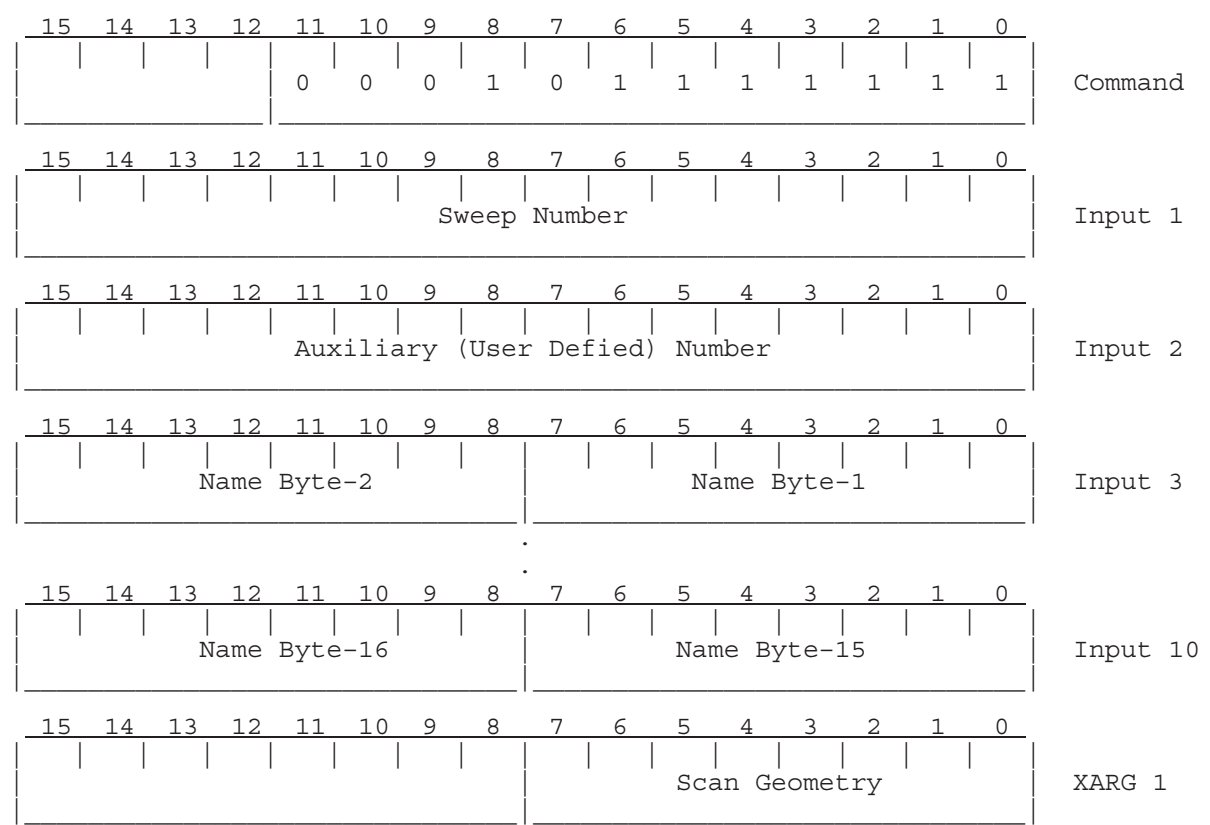 15 14 13 12 11 10 9 8 7 6 5 4 3 2 1 0
0 0 0 1 0 1 1 1 1 1 1 1 Command
15 14 13 12 11 10 9 8 7 6 5 4 3 2 1 0
Sweep Number Input 1
15 14 13 12 11 10 9 8 7 6 5 4 3 2 1 0
Auxiliary (User Defied) Number Input 2
15 14 13 12 11 10 9 8 7 6 5 4 3 2 1 0
Name Byte-2 Name Byte-1 Input 3
.
.
15 14 13 12 11 10 9 8 7 6 5 4 3 2 1 0
Name Byte-16 Name Byte-15 Input 10
15 14 13 12 11 10 9 8 7 6 5 4 3 2 1 0
Scan Geometry XARG 1